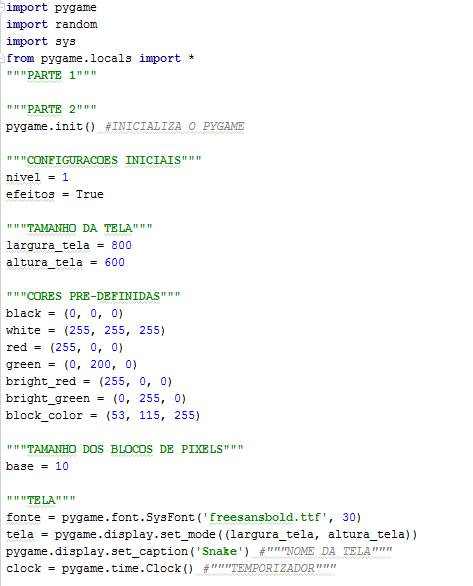 import pygame
import random
import sys
from pygame.locals import *
"""PARTE 1"""
"""PARTE 2"""
pygame.init() #INICIALIZA O PYGAME
"""CONFIGURACOES INICIAIS"""
nivel = 1
efeitos = True
"""TAMANHO DA TELA"""
largura_tela = 800
altura_tela = 600
"""CORES PRE-DEFINIDAS"""
black = (0, 0, 0)
white = (255, 255, 255)
red = (255, 0, 0)
green = (0, 200, 0)
bright_red = (255, 0, 0)
bright_green = (0, 255, 0)
block_color = (53, 115, 255)
"""TAMANHO DOS BLOCOS DE PIXELS"""
base = 10
"""TELA"""
fonte = pygame.font.SysFont('freesansbold.ttf', 30)
tela = pygame.display.set_mode((largura_tela, altura_tela))
pygame.display.set_caption('Snake') #"""NOME DA TELA"""
clock = pygame.time.Clock() #"""TEMPORIZADOR"""